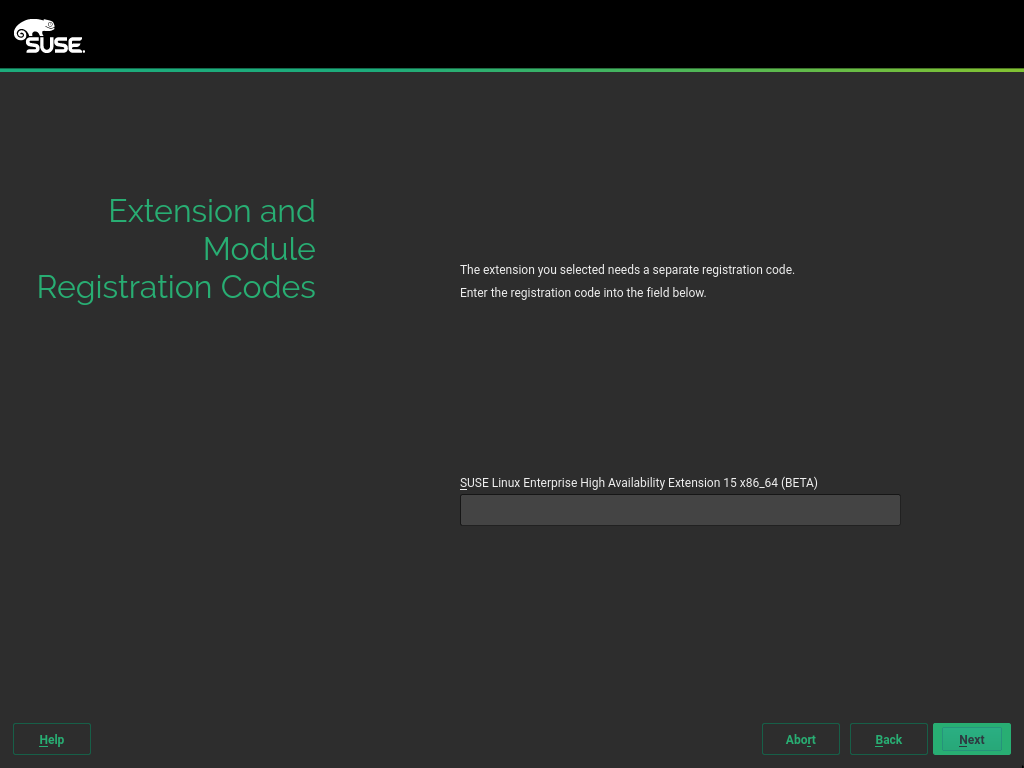 SUSE.
Extension and
Module
Registration Codes
The extension you selected needs a separate registration code.
Enter the registration code into the field below.
SUSE Linux Enterprise High Availability Extension 15 x86_64 (BETA)
Help
Abort
Back
Next